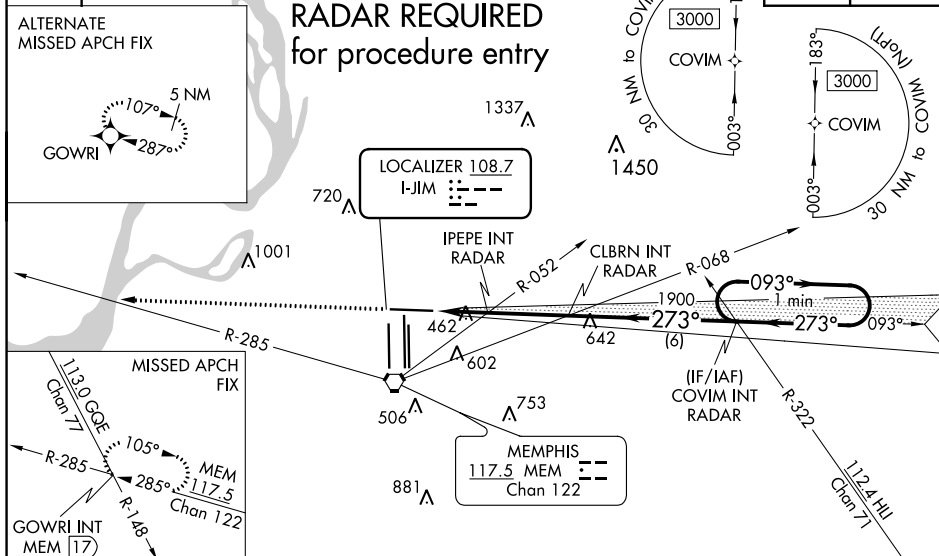 ALTERNATE
MISSED APCH FIX
5 NM
107°
287°
GOWRI
RADAR REQUIRED
for procedure entry
30 NM to COVIM
3000
COVIM
003°
183°
3000
COVIM
003°
30 NM to COVIM (NoPT)
1337
1450
LOCALIZER 108.7
I-JIM
720
1001
IPEPE INT
RADAR
R-052
CLBRN INT
RADAR
R-068
093°
1 min
1900
273°
273°
093°
462
642
(6)
602
R-285
(IF/IAF)
COVIM INT
RADAR
R-322
506
753
MEMPHIS
117.5 MEM
Chan 122
881
112.4 HLI
Chan 71
MISSED APCH
FIX
113.0 GQE
Chan 77
105°
R-285
285°
MEM
117.5
Chan 122
R-148
GOWRI INT
MEM 17